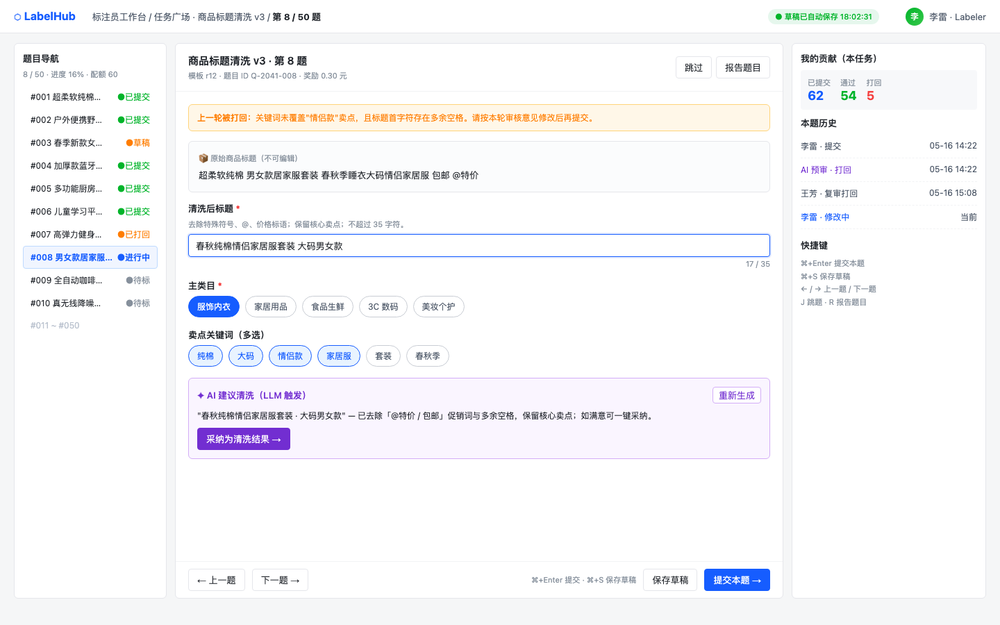 LabelHub 标注员工作台 / 任务广场 · 商品标题清洗 v3 / 第 8 / 50 题
草稿已自动保存 18:02:31
李 李雷 · Labeler
题目导航
8 / 50 · 进度 16% · 配额 60
#001 超柔软纯棉... 已提交
#002 户外便携野... 已提交
#003 春季新款女... 草稿
#004 加厚款蓝牙... 已提交
#005 多功能厨房... 已提交
#006 儿童学习平... 已提交
#007 高弹力健身... 已打回
#008 男女款居家服... 进行中
#009 全自动咖啡... 待标
#010 真无线降噪... 待标
#011 ~ #050
商品标题清洗 v3 · 第 8 题
模板 r12 · 题目 ID Q-2041-008 · 奖励 0.30 元
跳过
报告题目
上一轮被打回：关键词未覆盖"情侣款"卖点，且标题首字符存在多余空格。请按本轮审核意见修改后再提交。
📦 原始商品标题（不可编辑）
超柔软纯棉 男女款居家服套装 春秋季睡衣大码情侣家居服 包邮 @特价
清洗后标题 *
去除特殊符号、@、价格标语；保留核心卖点；不超过 35 字符。
春秋纯棉情侣家居服套装 大码男女款
17 / 35
主类目 *
服饰内衣 家居用品 食品生鲜 3C 数码 美妆个护
卖点关键词（多选）
纯棉 大码 情侣款 家居服 套装 春秋季
✦ AI 建议清洗（LLM 触发）
重新生成
"春秋纯棉情侣家居服套装 · 大码男女款" — 已去除「@特价 / 包邮」促销词与多余空格，保留核心卖点；如满意可一键采纳。
采纳为清洗结果 →
← 上一题
下一题 →
⌘+Enter 提交 · ⌘+S 保存草稿
保存草稿
提交本题 →
我的贡献（本任务）
已提交 通过 打回
62 54 5
本题历史
李雷 · 提交 05-16 14:22
AI 预审 · 打回 05-16 14:22
王芳 · 复审打回 05-16 15:08
李雷 · 修改中 当前
快捷键
⌘+Enter 提交本题
⌘+S 保存草稿
← / → 上一题 / 下一题
J 跳题 · R 报告题目